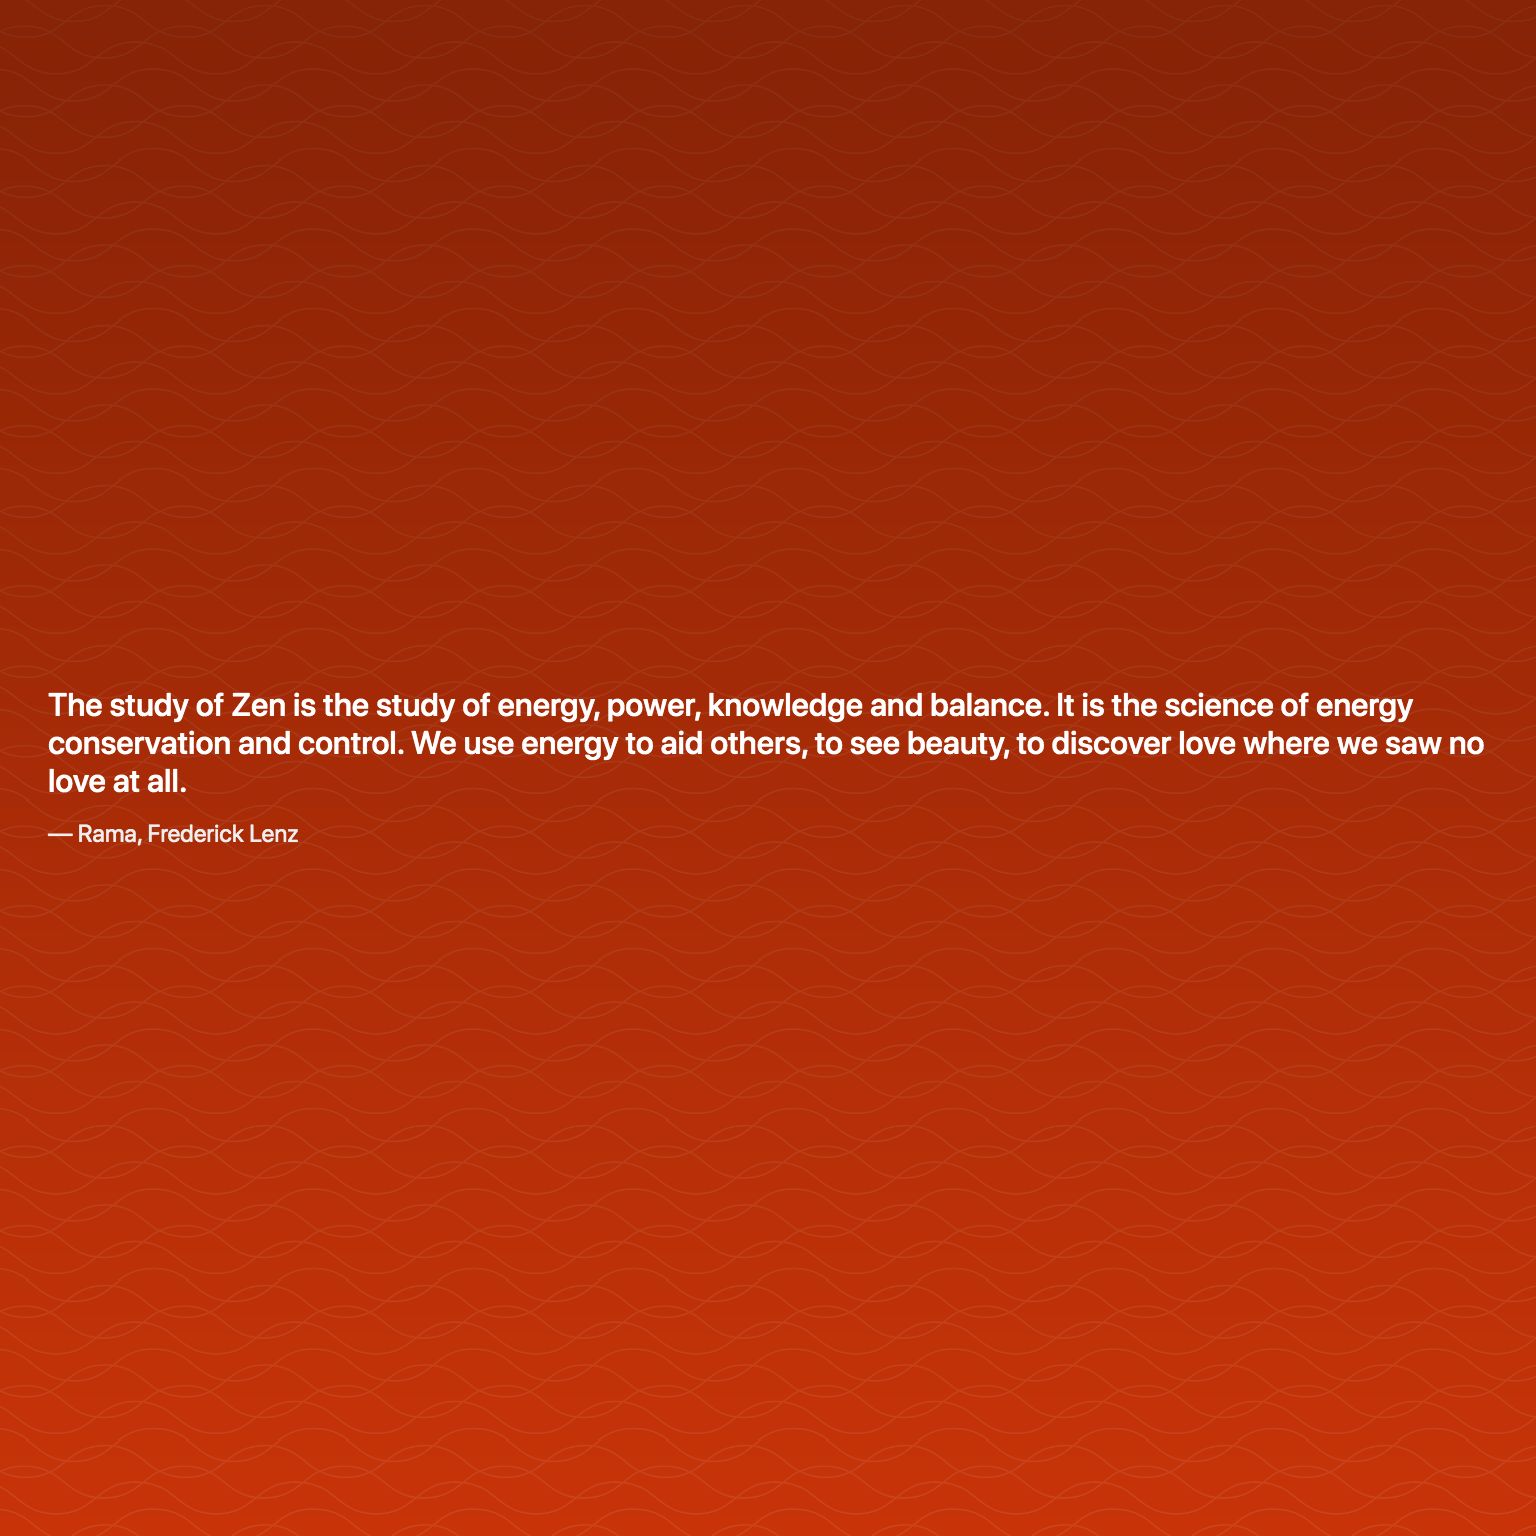 The study of Zen is the study of energy, power, knowledge and balance. It is the science of energy
conservation and control. We use energy to aid others, to see beauty, to discover love where we saw no
love at all.
— Rama, Frederick Lenz